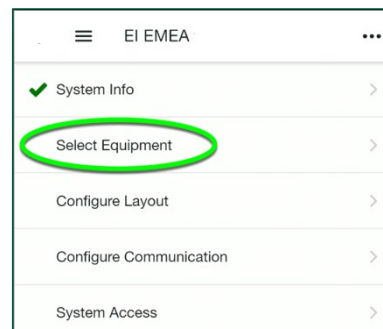 EI EMEA
System Info
Select Equipment
Configure Layout
Configure Communication
System Access